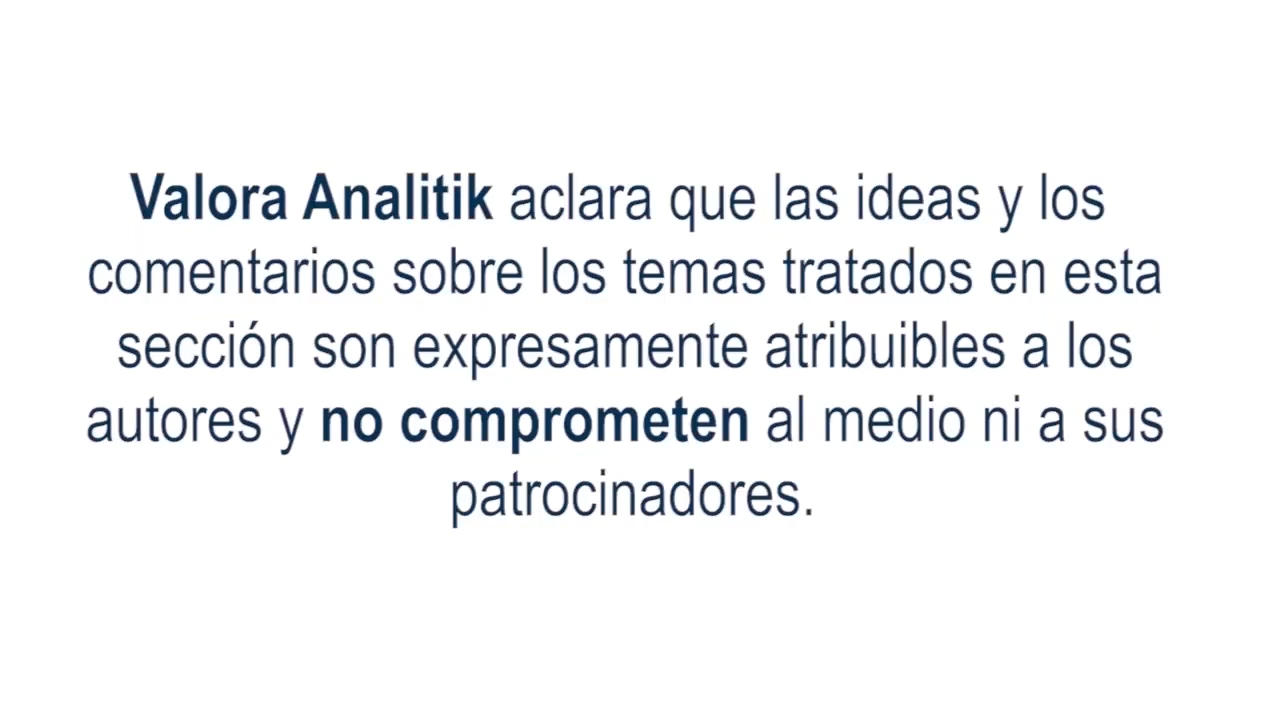 Valora Analitik aclara que las ideas y los
comentarios sobre los temas tratados en esta
sección son expresamente atribuibles a los
autores y no comprometen al medio ni a sus
patrocinadores.